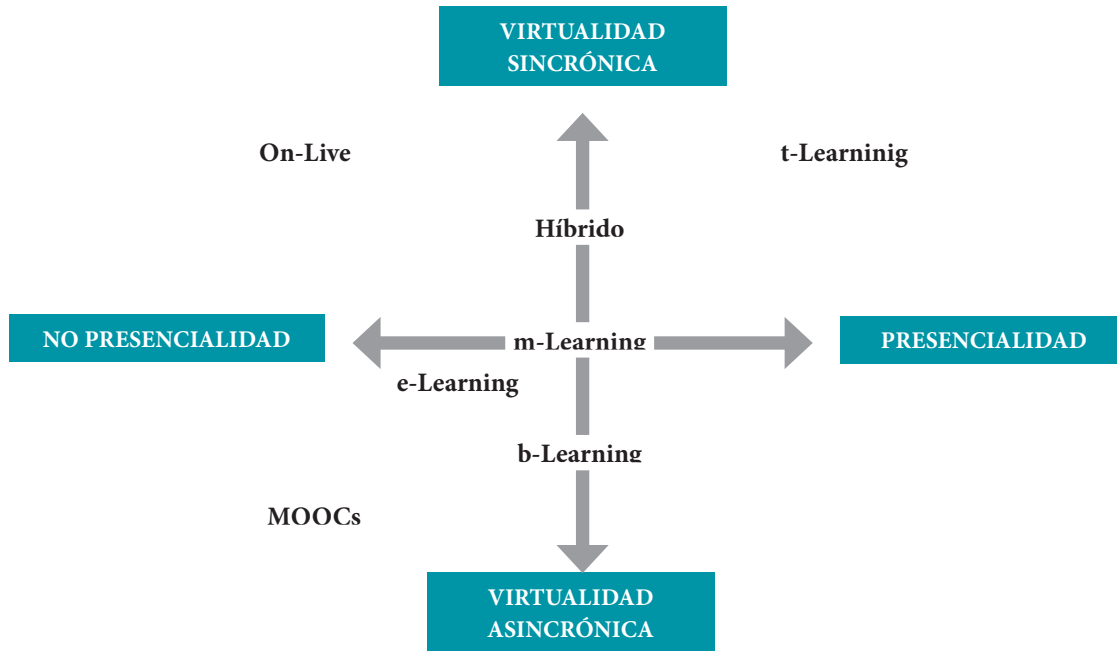 VIRTUALIDAD
SINCRÓNICA
On-Live
t-Learninig
Híbrido
NO PRESENCIALIDAD
m-Learning
PRESENCIALIDAD
e-Learning
b-Learning
MOOCs
VIRTUALIDAD
ASINCRÓNICA